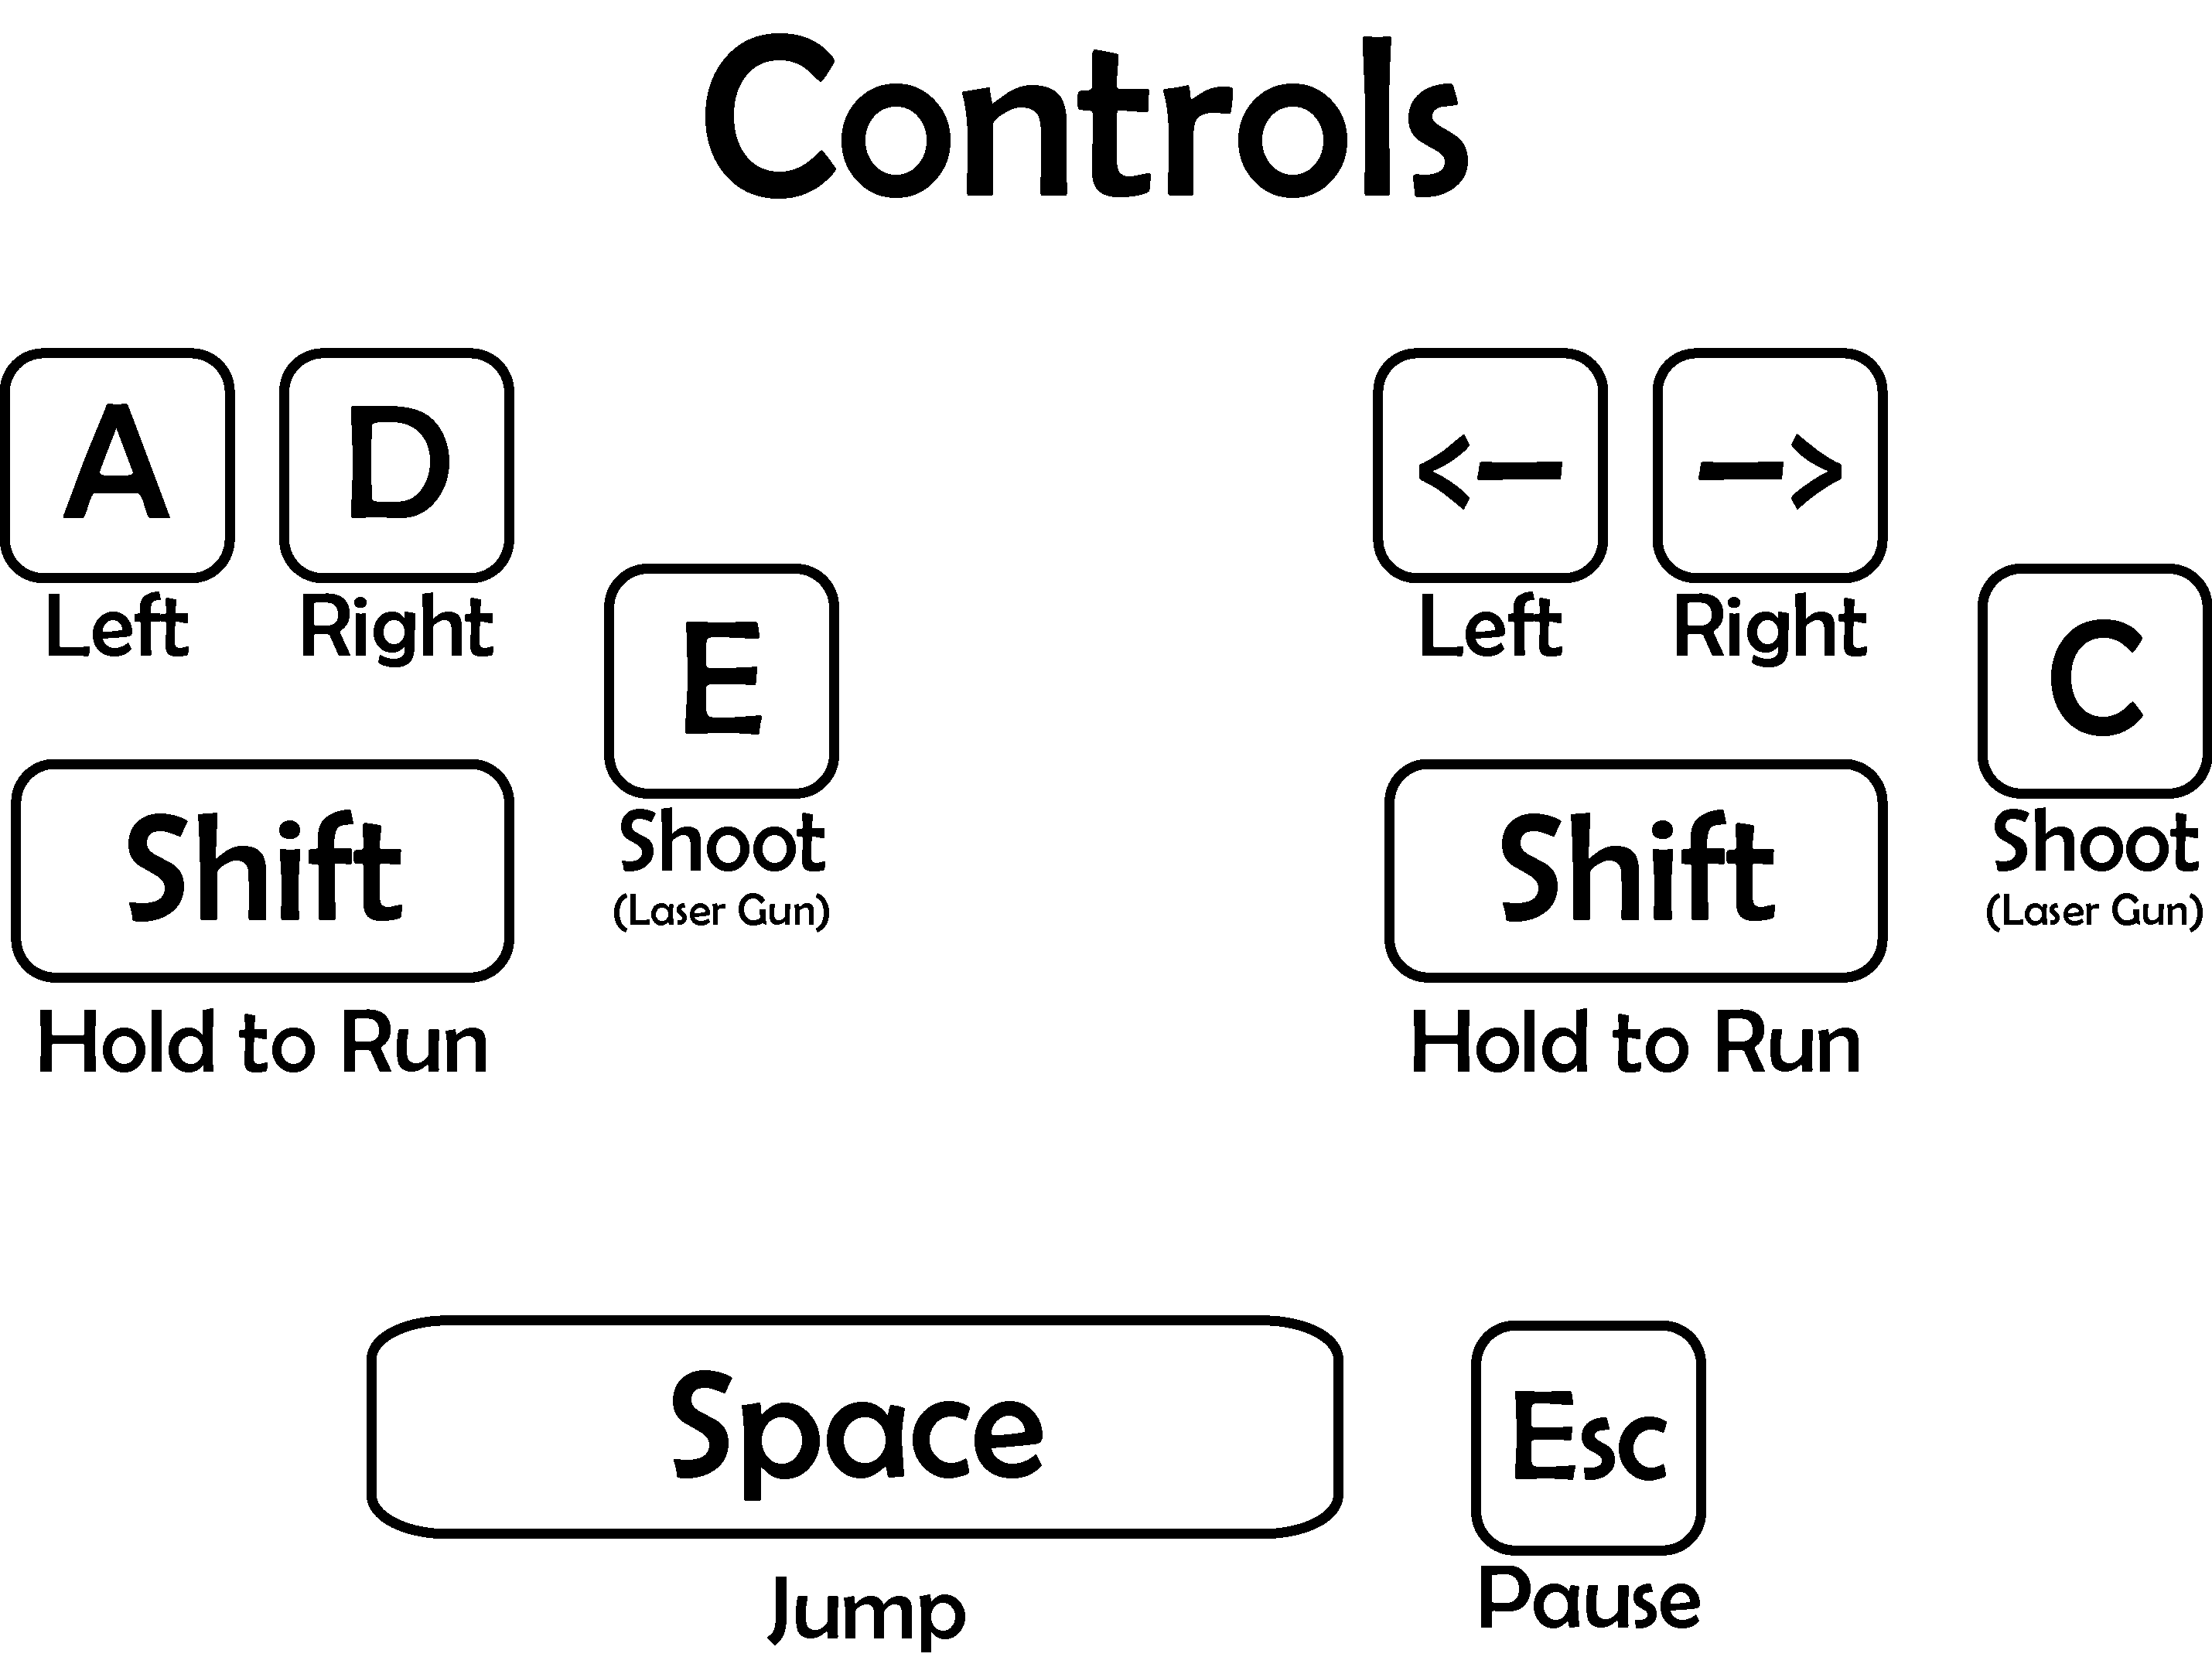 Controls
A D
Left Right
E
Shift
Shoot
(Laser Gun)
Hold to Run
<— —>
Left Right
C
Shift
Shoot
(Laser Gun)
Hold to Run
Space
Jump
Esc
Pause